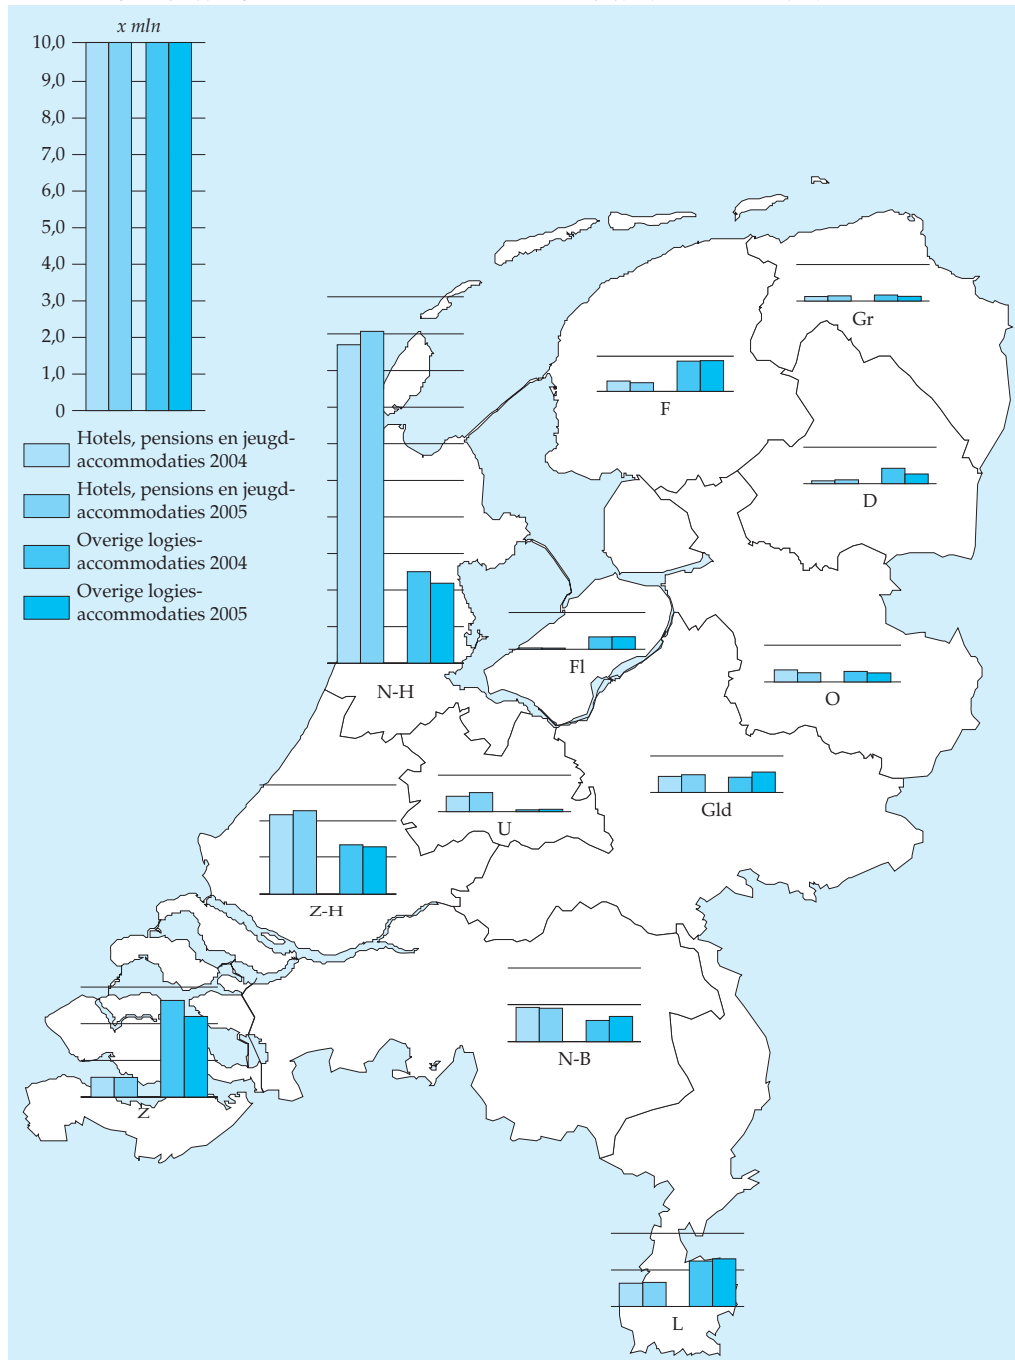 x mln
10,0
9,0
8,0
7,0
6,0
5,0
4,0
3,0
2,0
1,0
0
Hotels, pensions en jeugd-
accommodaties 2004
Hotels, pensions en jeugd-
accommodaties 2005
Overige logies-
accommodaties 2004
Overige logies-
accommodaties 2005
Gr
F
D
Fl
N-H
O
Gld
U
Z-H
N-B
Z
L